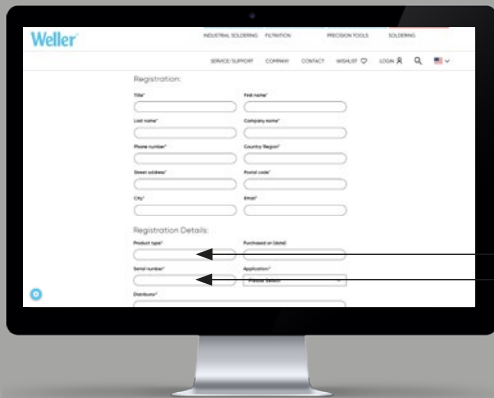 Weller
INDUSTRIAL SOLDERING FILTRATION PRECISION TOOLS SOLDERING
SERVICE/ SUPPORT COMPANY CONTACT WISHLIST LOGIN
Registration:
Title* First name*
Last name* Company name*
Phone number* Country/Region*
Street address* Postal code*
City* Email*
Registration Details:
Product type* Purchased on (date)
Serial number* Application*
Please Select
Distributor*